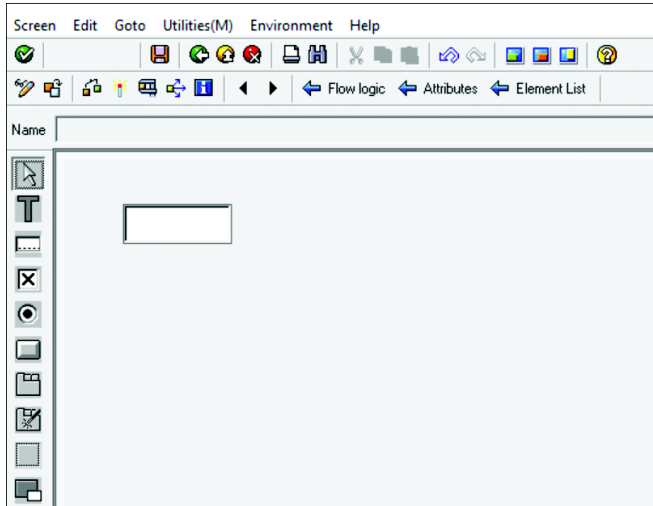 Screen Edit Goto Utilities(M) Environment Help
Flow logic Attributes Element List
Name